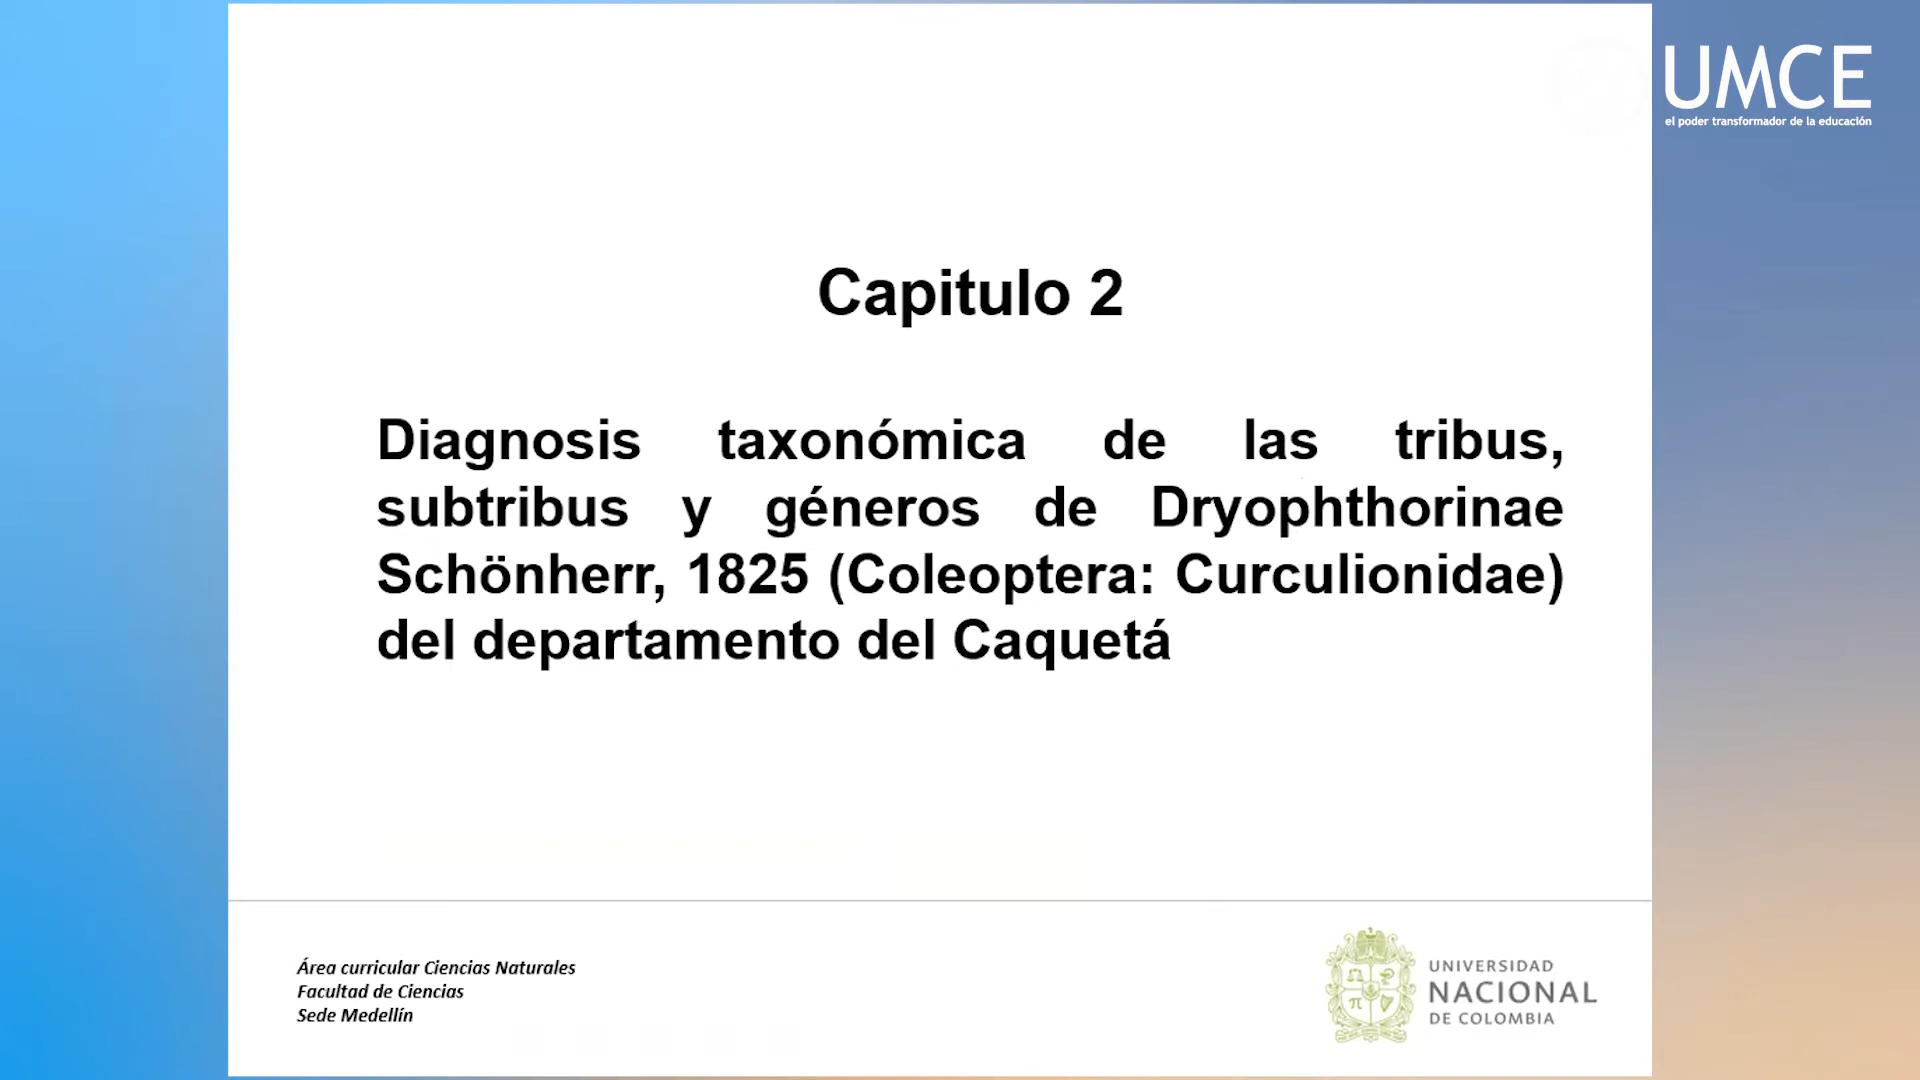 UMCE
el poder transformador de la educación
Capitulo 2
Diagnosis taxonómica de las tribus,
subtribus y géneros de Dryophthorinae
Schönherr, 1825 (Coleoptera: Curculionidae)
del departamento del Caquetá
Área curricular Ciencias Naturales
Facultad de Ciencias
Sede Medellín
UNIVERSIDAD
NACIONAL
DE COLOMBIA